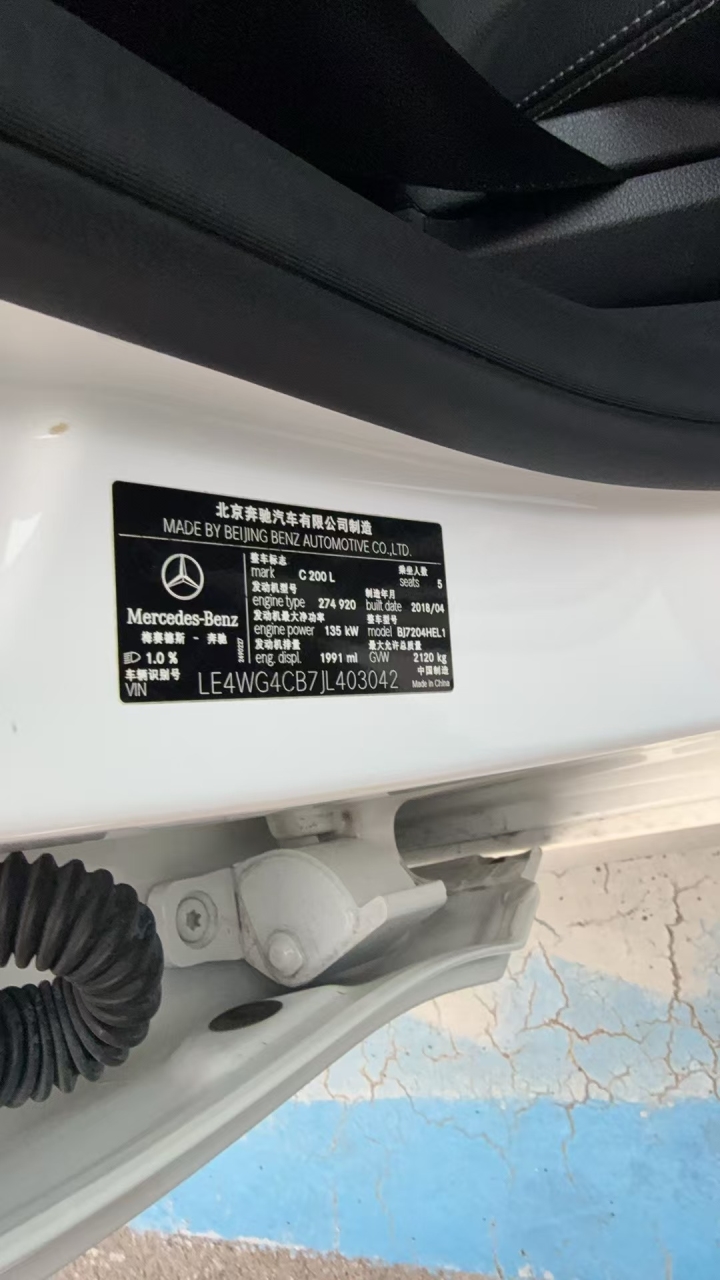 北京奔驰汽车有限公司制造
MADE BY BEIJING BENZ AUTOMOTIVE CO.,LTD.
Mercedes-Benz
梅赛德斯 - 奔驰
1.0 %
整车标志
mark C 200 L
乘坐人数
seats 5
发动机型号
engine type 274 920
制造年月
built date 2018/04
发动机最大净功率
engine power 135 kW
整车型号
model BJ7204HEL1
发动机排量
eng. displ. 1991 ml
最大允许总质量
GVW 2120 kg
车辆识别号
VIN LE4WG4CB7JL403042
中国制造
Made in China